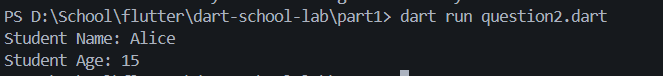 PS D:\School\flutter\dart-school-lab\part1> dart run question2.dart
Student Name: Alice
Student Age: 15